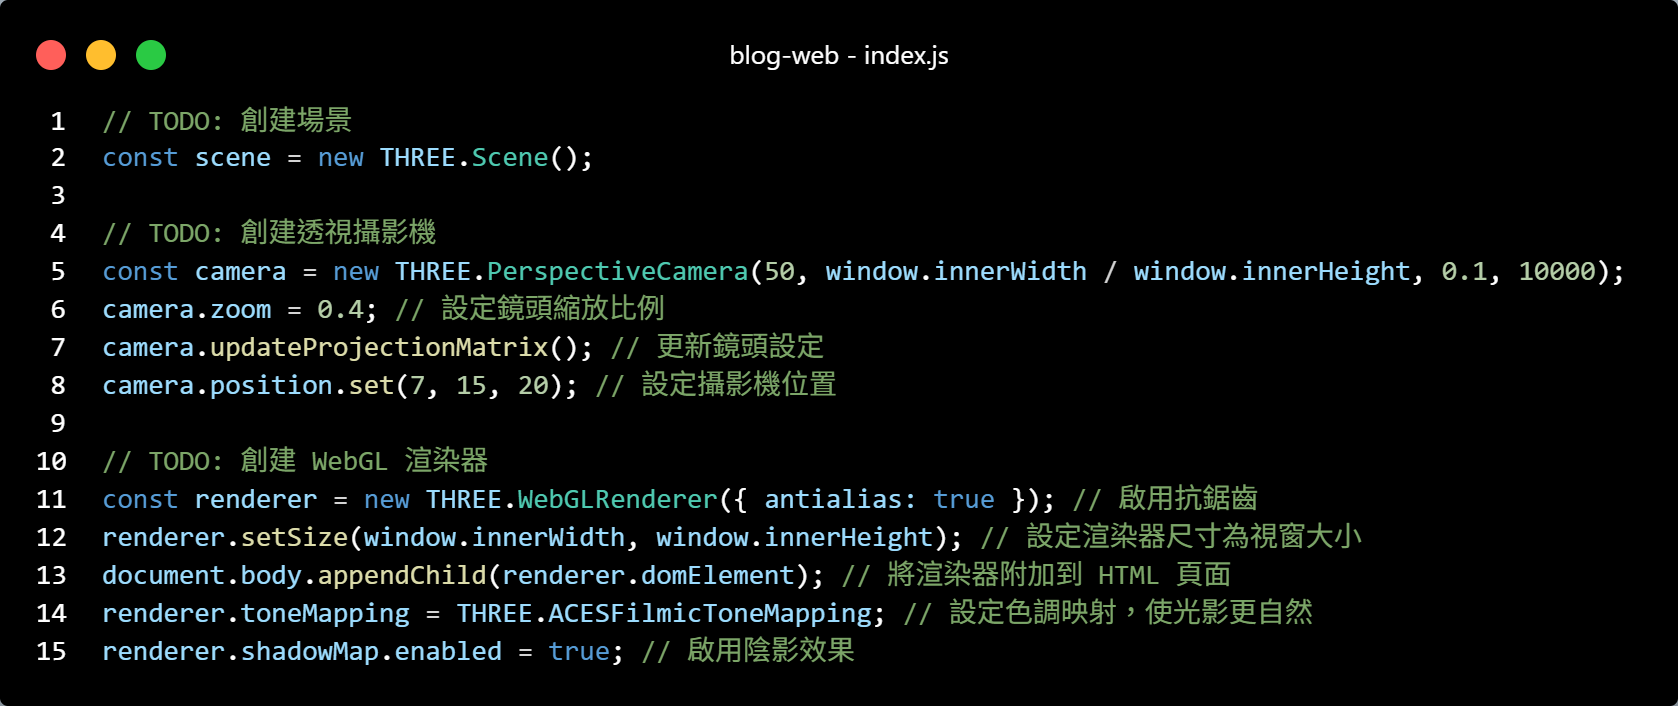 blog-web - index.js
1 // TODO: 創建場景
2 const scene = new THREE.Scene();
3
4 // TODO: 創建透視攝影機
5 const camera = new THREE.PerspectiveCamera(50, window.innerWidth / window.innerHeight, 0.1, 10000);
6 camera.zoom = 0.4; // 設定鏡頭縮放比例
7 camera.updateProjectionMatrix(); // 更新鏡頭設定
8 camera.position.set(7, 15, 20); // 設定攝影機位置
9
10 // TODO: 創建 WebGL 渲染器
11 const renderer = new THREE.WebGLRenderer({ antialias: true }); // 啟用抗鋸齒
12 renderer.setSize(window.innerWidth, window.innerHeight); // 設定渲染器尺寸為視窗大小
13 document.body.appendChild(renderer.domElement); // 將渲染器附加到 HTML 頁面
14 renderer.toneMapping = THREE.ACESFilmicToneMapping; // 設定色調映射，使光影更自然
15 renderer.shadowMap.enabled = true; // 啟用陰影效果